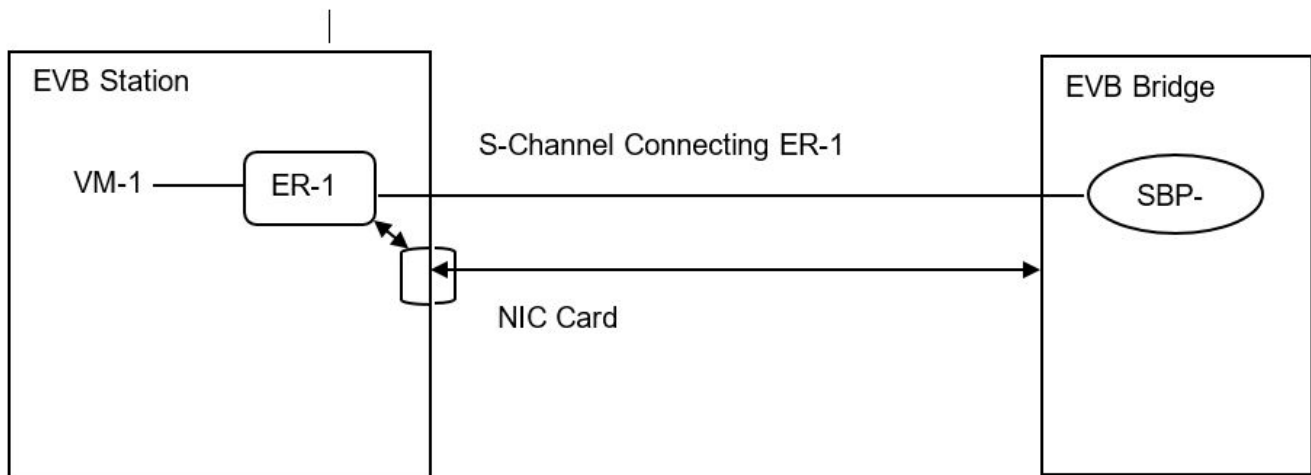 EVB Station
EVB Bridge
S-Channel Connecting ER-1
VM-1
ER-1
SBP-
NIC Card